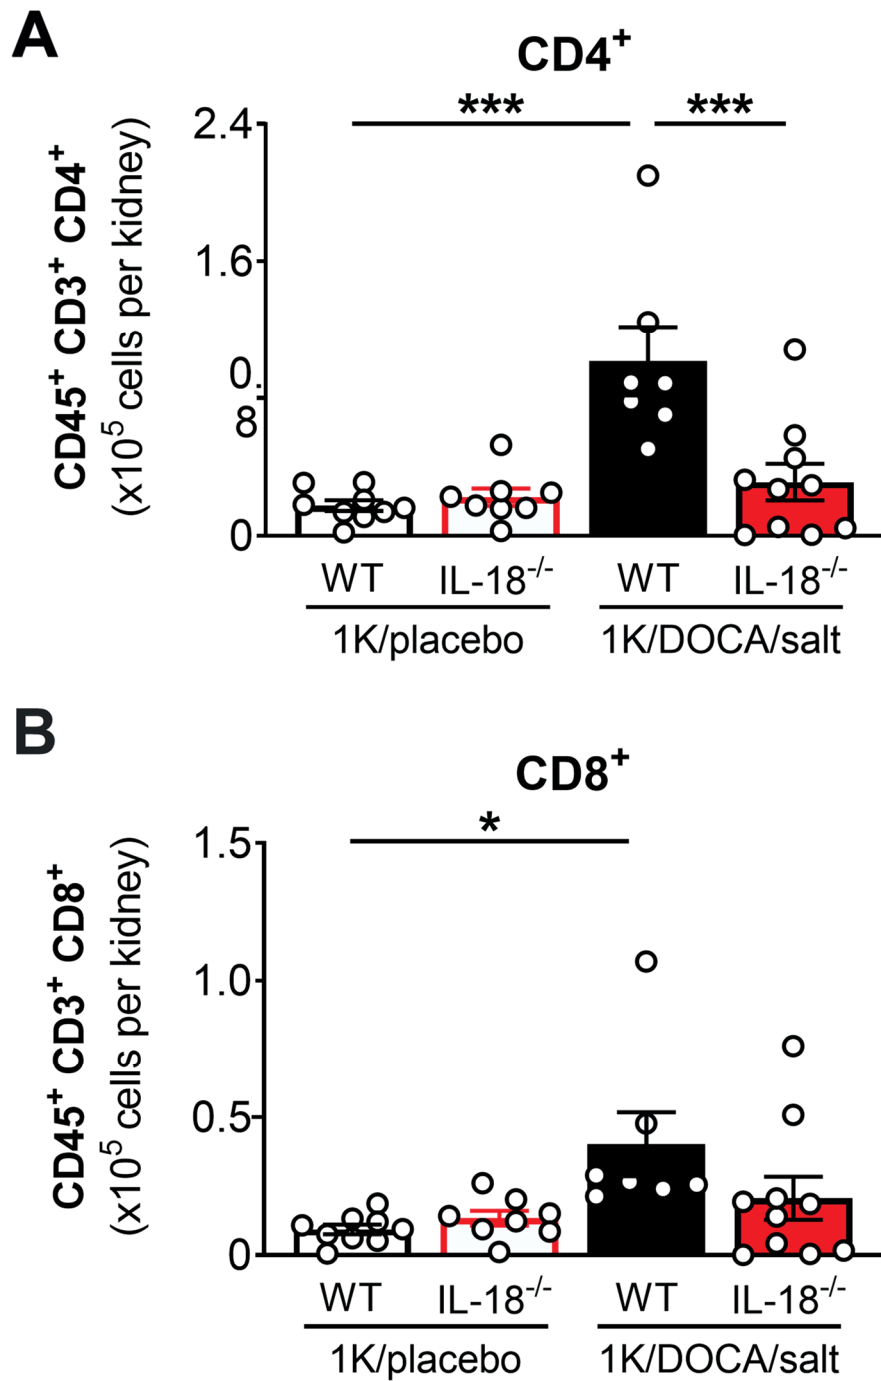 A
CD4+
*** ***
CD45+ CD3+ CD4+
(x10^5 cells per kidney)
2.4
1.6
0.
8
0
WT IL-18-/- WT IL-18-/-
1K/placebo 1K/DOCA/salt
B
CD8+
*
CD45+ CD3+ CD8+
(x10^5 cells per kidney)
1.5
1.0
0.5
0
WT IL-18-/- WT IL-18-/-
1K/placebo 1K/DOCA/salt